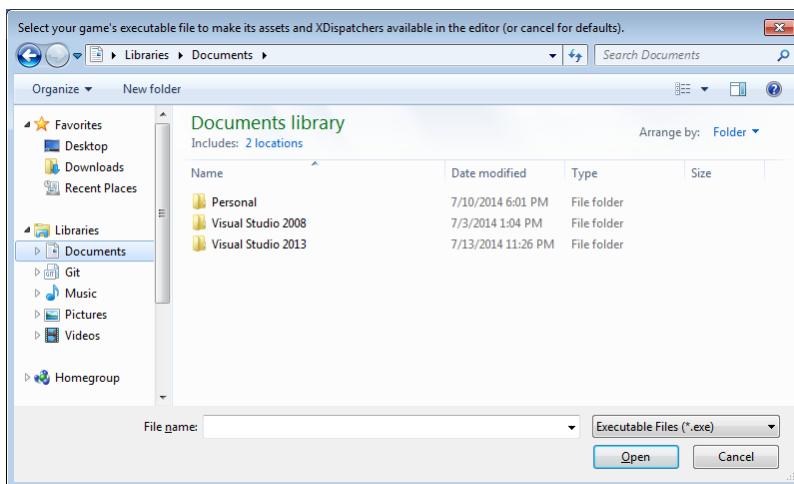 Select your game's executable file to make its assets and XDispatchers available in the editor (or cancel for defaults).
Libraries Documents Search Documents
Organize New folder
Favorites
Desktop
Downloads
Recent Places
Libraries
Documents
Git
Music
Pictures
Videos
Homegroup
Documents library
Includes: 2 locations
Arrange by: Folder
Name Date modified Type Size
Personal 7/10/2014 6:01 PM File folder
Visual Studio 2008 7/3/2014 1:04 PM File folder
Visual Studio 2013 7/13/2014 11:26 PM File folder
File name: Executable Files (*.exe)
Open Cancel